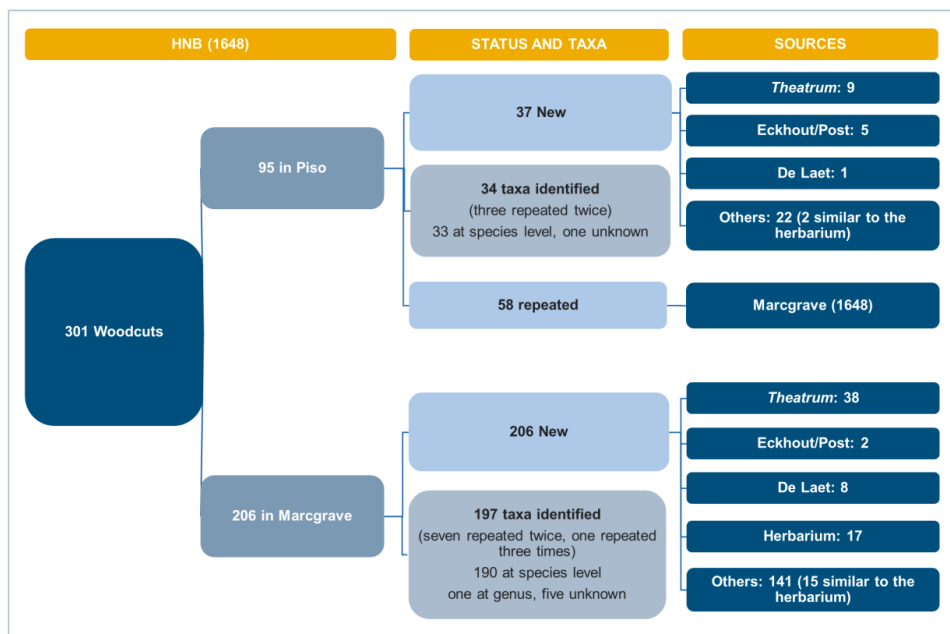 HNB (1648)
STATUS AND TAXA
SOURCES
301 Woodcuts
95 in Piso
37 New
34 taxa identified
(three repeated twice)
33 at species level, one unknown
58 repeated
Theatrum: 9
Eckhout/Post: 5
De Laet: 1
Others: 22 (2 similar to the
herbarium)
Marcgrave (1648)
206 in Marcgrave
206 New
197 taxa identified
(seven repeated twice, one repeated
three times)
190 at species level
one at genus, five unknown
Theatrum: 38
Eckhout/Post: 2
De Laet: 8
Herbarium: 17
Others: 141 (15 similar to the
herbarium)